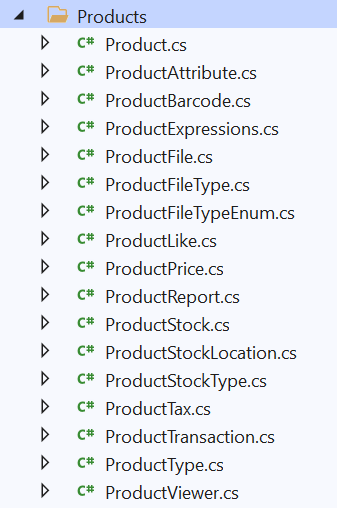 Products
C# Product.cs
C# ProductAttribute.cs
C# ProductBarcode.cs
C# ProductExpressions.cs
C# ProductFile.cs
C# ProductFileType.cs
C# ProductFileTypeEnum.cs
C# ProductLike.cs
C# ProductPrice.cs
C# ProductReport.cs
C# ProductStock.cs
C# ProductStockLocation.cs
C# ProductStockType.cs
C# ProductTax.cs
C# ProductTransaction.cs
C# ProductType.cs
C# ProductViewer.cs